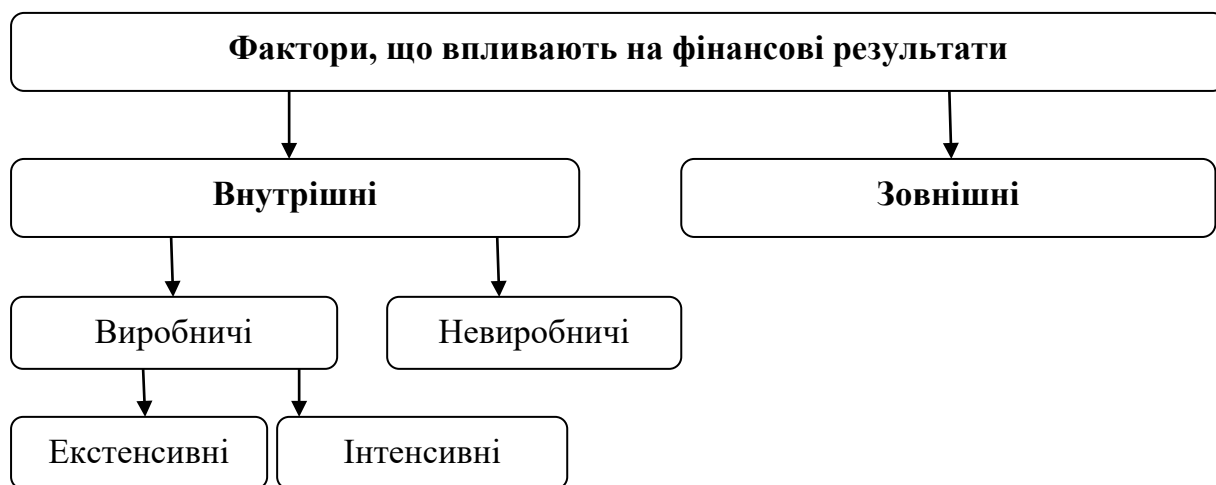 Фактори, що впливають на фінансові результати
Внутрішні
Зовнішні
Виробничі
Невиробничі
Екстенсивні
Інтенсивні